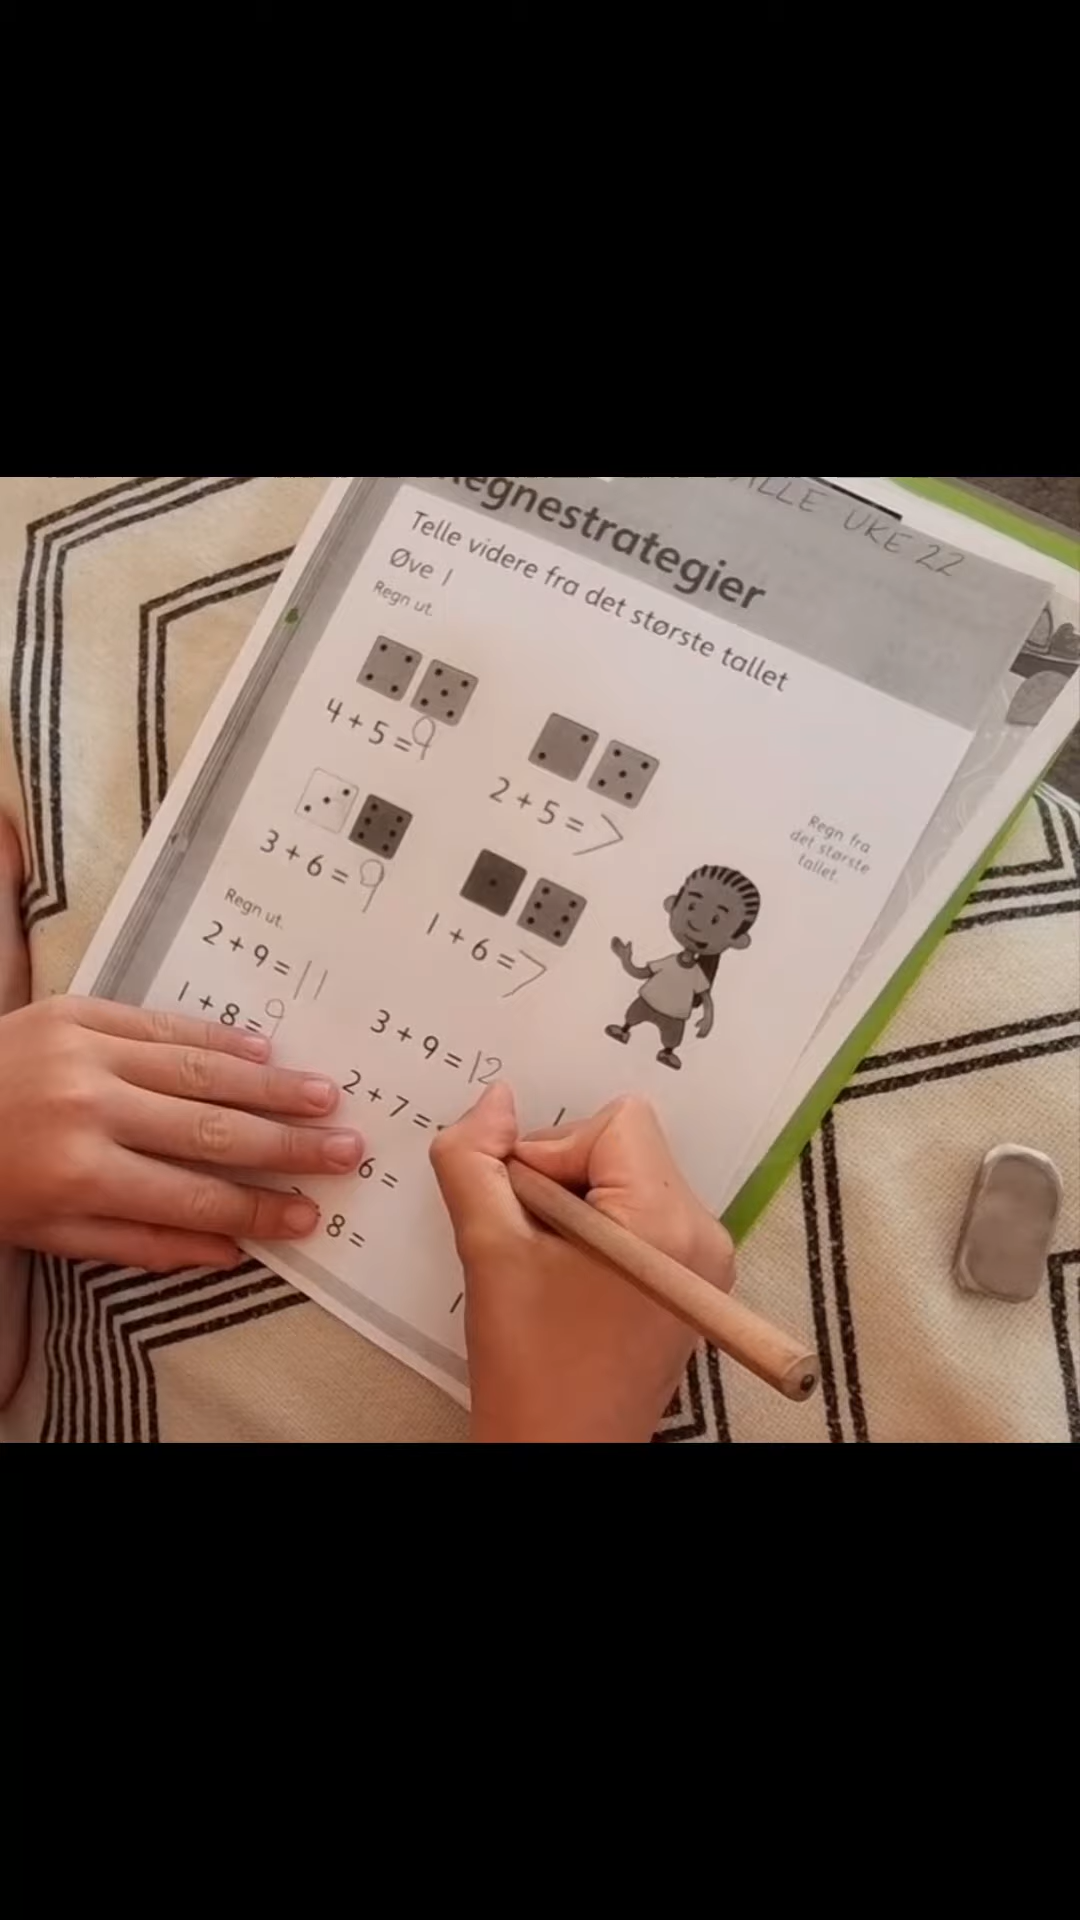 ALLE UKE 22
Regnestrategier
Telle videre fra det største tallet
Øve 1
Regn ut.
4 + 5 = 9
2 + 5 = 7
3 + 6 = 9
1 + 6 = 7
Regn fra
det største
tallet.
Regn ut.
2 + 9 = 11
3 + 9 = 12
1 + 8 = 9
2 + 7 =
6 =
8 =